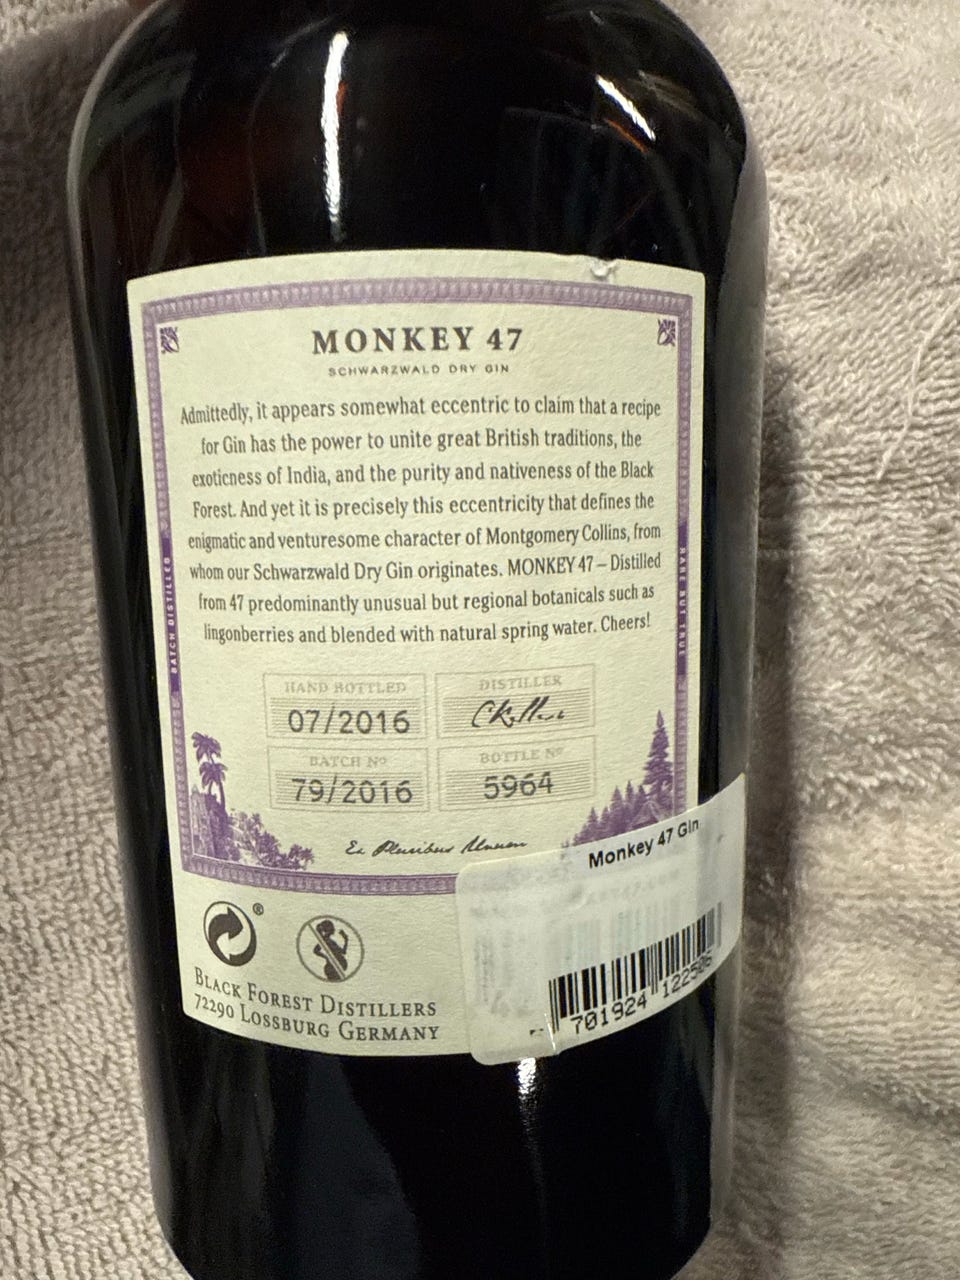 MONKEY 47
SCHWARZWALD DRY GIN
Admittedly, it appears somewhat eccentric to claim that a recipe
for Gin has the power to unite great British traditions, the
exoticness of India, and the purity and nativeness of the Black
Forest. And yet it is precisely this eccentricity that defines the
enigmatic and venturesome character of Montgomery Collins, from
whom our Schwarzwald Dry Gin originates. MONKEY 47 – Distilled
from 47 predominantly unusual but regional botanicals such as
lingonberries and blended with natural spring water. Cheers!
BATCH DISTILLED
RARE BUT TRUE
HAND BOTTLED
07/2016
DISTILLER
BATCH Nº
79/2016
BOTTLE Nº
5964
Ex Pluribus Unum
Monkey 47 Gin
701924 122506
®
BLACK FOREST DISTILLERS
72290 LOSSBURG GERMANY